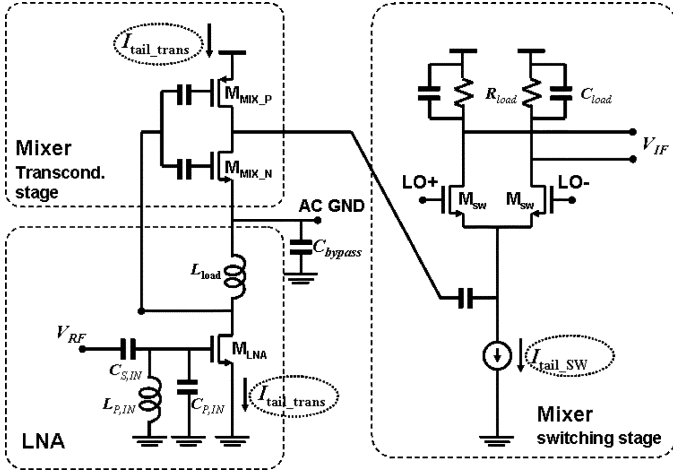 I_tail_trans
M_MIX_P
Mixer
Transcond.
stage
M_MIX_N
AC GND
C_bypass
L_load
V_RF
C_S,IN
M_LNA
L_P,IN
C_P,IN
I_tail_trans
LNA
R_load
C_load
V_IF
LO+
M_sw
M_sw
LO-
I_tail_SW
Mixer
switching stage